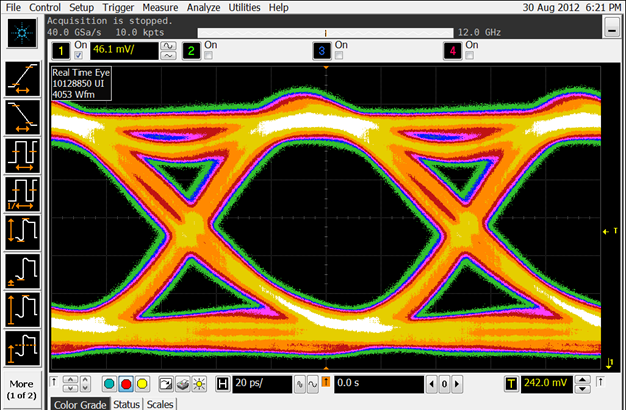 File Control Setup Trigger Measure Analyze Utilities Help 30 Aug 2012 6:21 PM
Acquisition is stopped.
40.0 GSa/s 10.0 kpts 12.0 GHz
1 On 46.1 mV/ 2 On 3 On 4 On
Real Time Eye
10128850 UI
4053 Wfm
T
1
1/
More
(1 of 2)
H 20 ps/ T 0.0 s 0 T 242.0 mV
Color Grade Status Scales